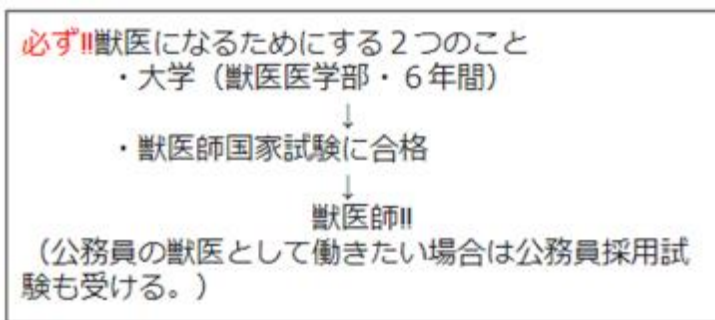 必ず‼獣医になるためにする２つのこと
・大学（獣医医学部・６年間）
↓
・獣医師国家試験に合格
↓
獣医師‼
（公務員の獣医として働きたい場合は公務員採用試
験も受ける。）